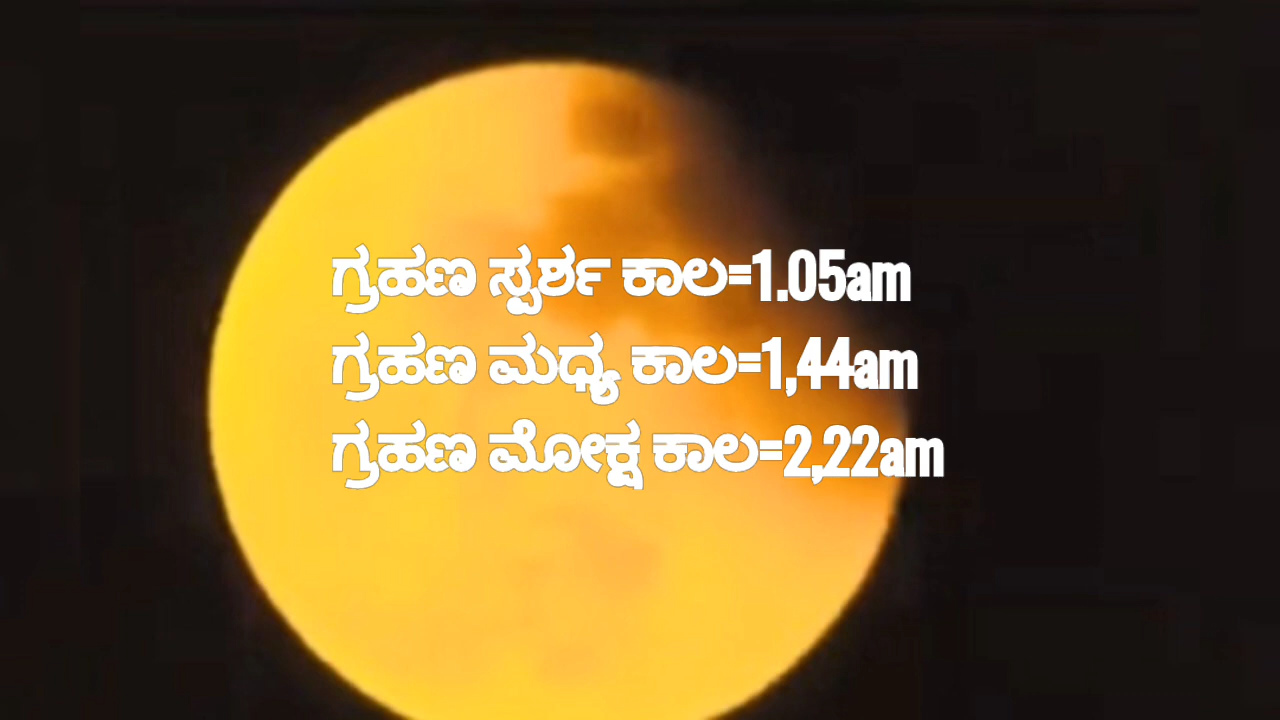 ಗ್ರಹಣ ಸ್ಪರ್ಶ ಕಾಲ=1.05am
ಗ್ರಹಣ ಮಧ್ಯ ಕಾಲ=1,44am
ಗ್ರಹಣ ಮೋಕ್ಷ ಕಾಲ=2,22am